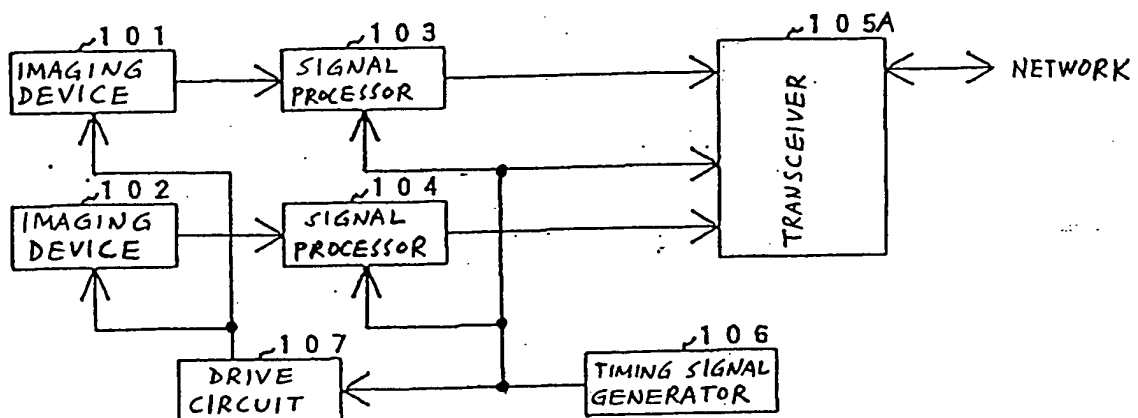 101
IMAGING
DEVICE
103
SIGNAL
PROCESSOR
105A
TRANSCEIVER
NETWORK
102
IMAGING
DEVICE
104
SIGNAL
PROCESSOR
107
DRIVE
CIRCUIT
106
TIMING SIGNAL
GENERATOR